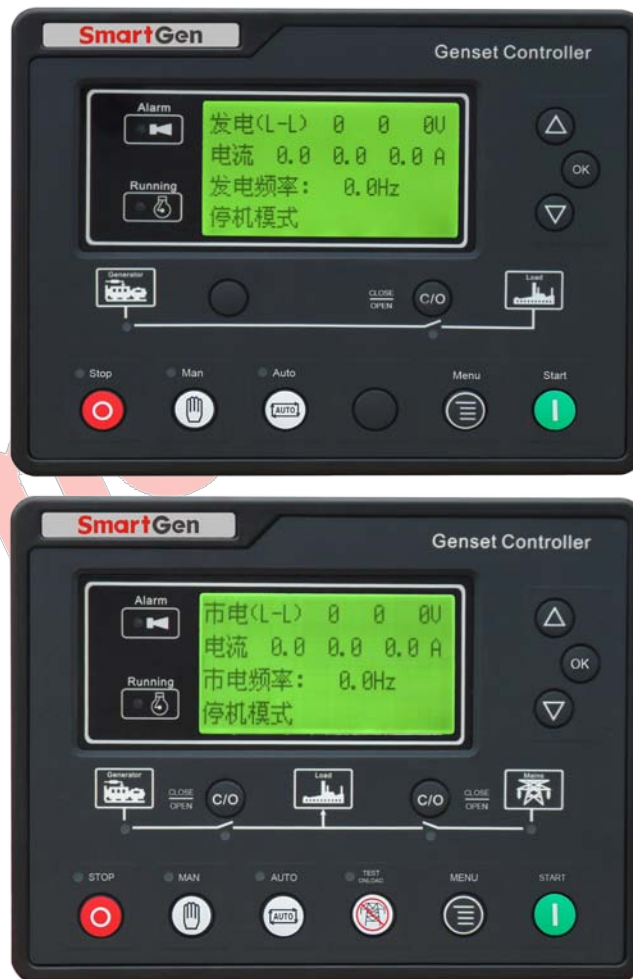 SmartGen
Genset Controller
Alarm
发电(L-L) 0 0 0V
电流 0.0 0.0 0.0 A
发电频率: 0.0Hz
Running
停机模式
OK
Generator
CLOSE
OPEN
C/O
Load
Stop
Man
Auto
Menu
Start
AUTO
SmartGen
Genset Controller
Alarm
市电(L-L) 0 0 0V
电流 0.0 0.0 0.0 A
市电频率: 0.0Hz
Running
停机模式
OK
Generator
CLOSE
OPEN
C/O
Load
C/O
CLOSE
OPEN
Mains
STOP
MAN
AUTO
TEST
ONLOAD
MENU
START
AUTO